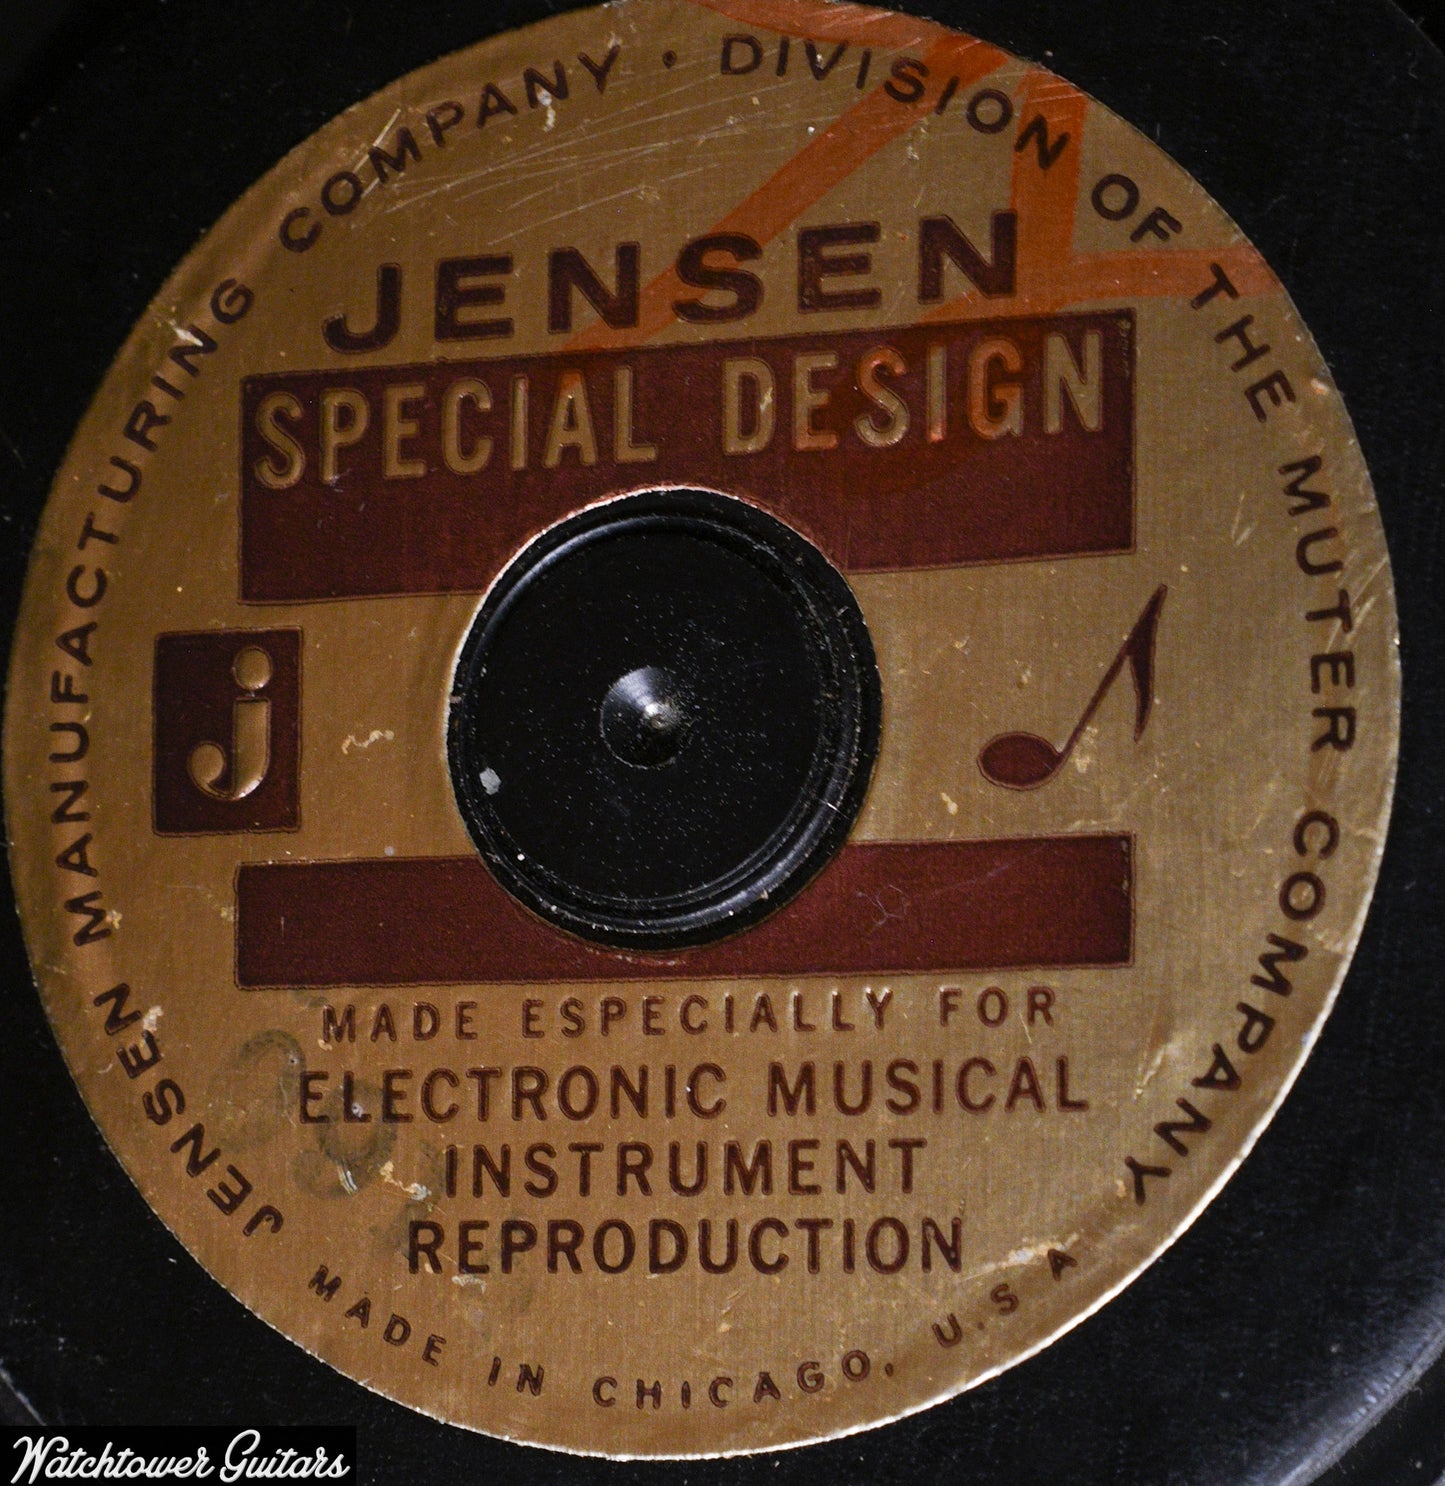 JENSEN MANUFACTURING COMPANY · DIVISION OF THE MUTER COMPANY
JENSEN
SPECIAL DESIGN
j
MADE ESPECIALLY FOR
ELECTRONIC MUSICAL
INSTRUMENT
REPRODUCTION
MADE IN CHICAGO, U.S.A
Watchtower Guitars